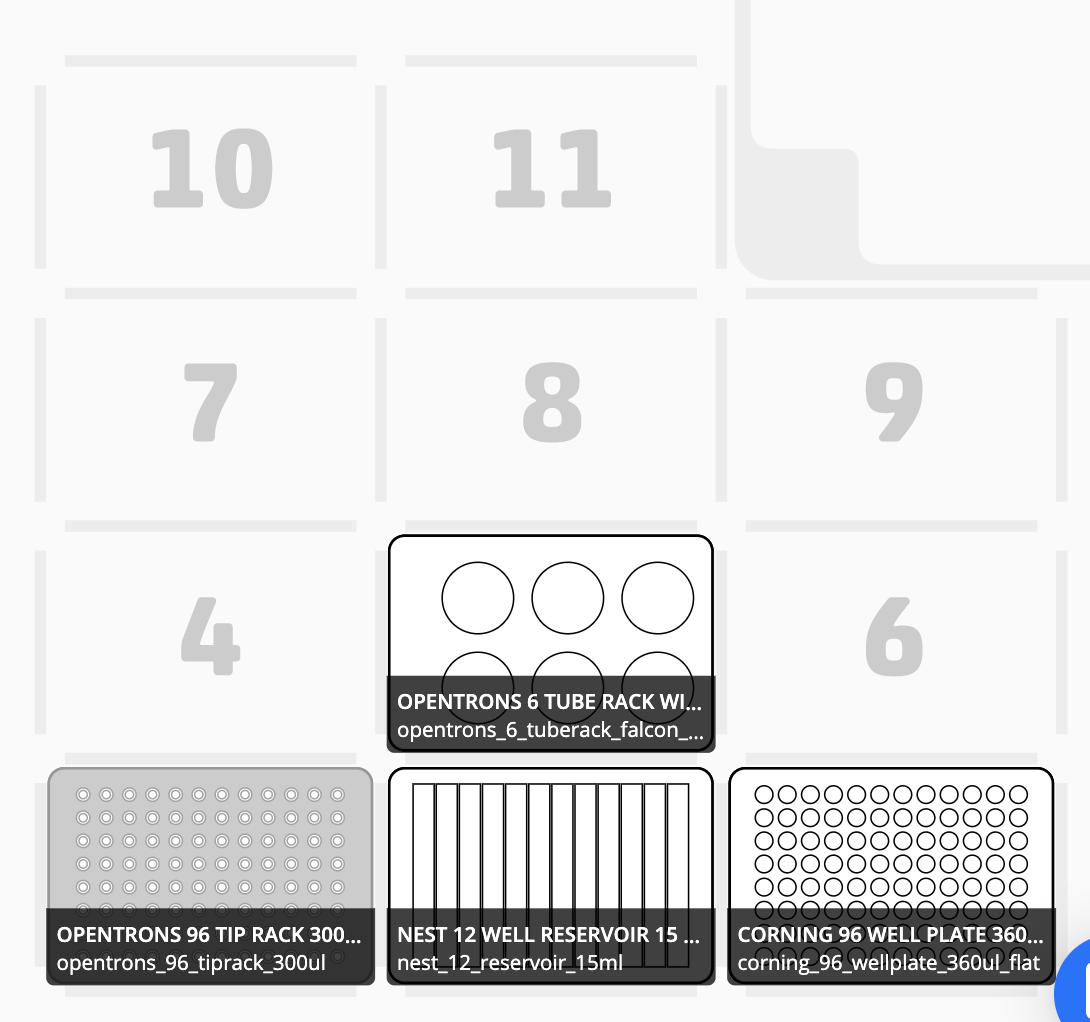 10
11
7
8
9
4
6
OPENTRONS 6 TUBE RACK WI...
opentrons_6_tuberack_falcon_...
OPENTRONS 96 TIP RACK 300...
opentrons_96_tiprack_300ul
NEST 12 WELL RESERVOIR 15 ...
nest_12_reservoir_15ml
CORNING 96 WELL PLATE 360...
corning_96_wellplate_360ul_flat